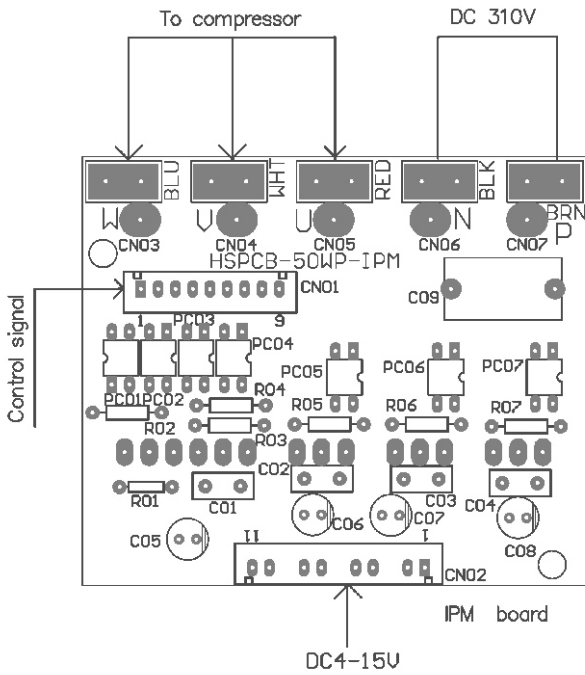 To compressor
DC 310V
BLU
WHT
RED
BLK
BRN
W
V
U
N
P
CN03
CN04
CN05
CN06
CN07
HSPCB-50WP-IPM
CN01
C09
1
PC03
9
Control signal
PC04
PC05
PC06
PC07
PC01
PC02
R04
R05
R06
R07
R02
R03
C02
C03
R01
C01
C04
C06
C07
C05
C08
11
1
CN02
IPM board
DC4-15V